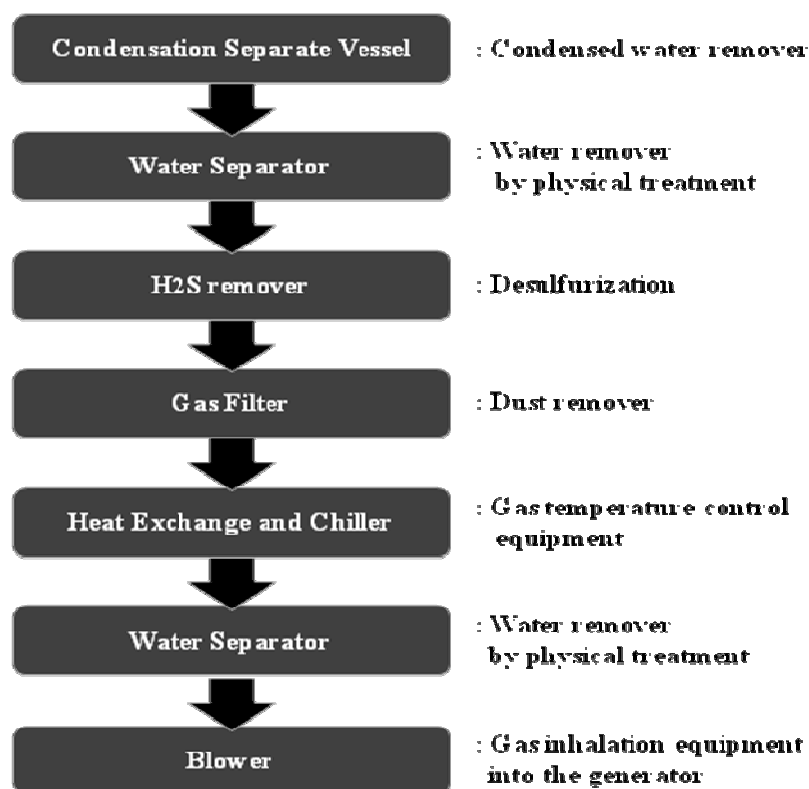 Condensation Separate Vessel
: Condensed water remover
Water Separator
: Water remover
by physical treatment
H2S remover
: Desulfurization
Gas Filter
: Dust remover
Heat Exchange and Chiller
: Gas temperature control
equipment
Water Separator
: Water remover
by physical treatment
Blower
: Gas inhalation equipment
into the generator